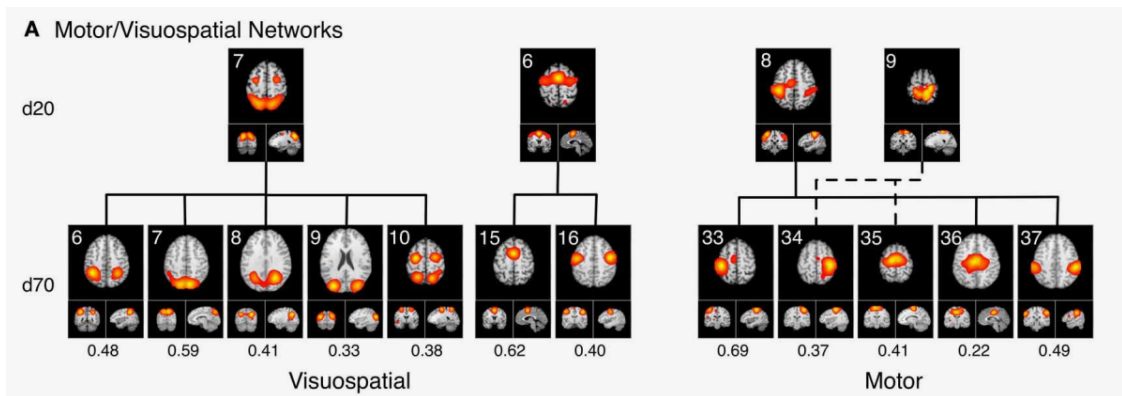 A Motor/Visuospatial Networks
7 6 8 9
d20
6 7 8 9 10 15 16 33 34 35 36 37
d70
0.48 0.59 0.41 0.33 0.38 0.62 0.40 0.69 0.37 0.41 0.22 0.49
Visuospatial Motor